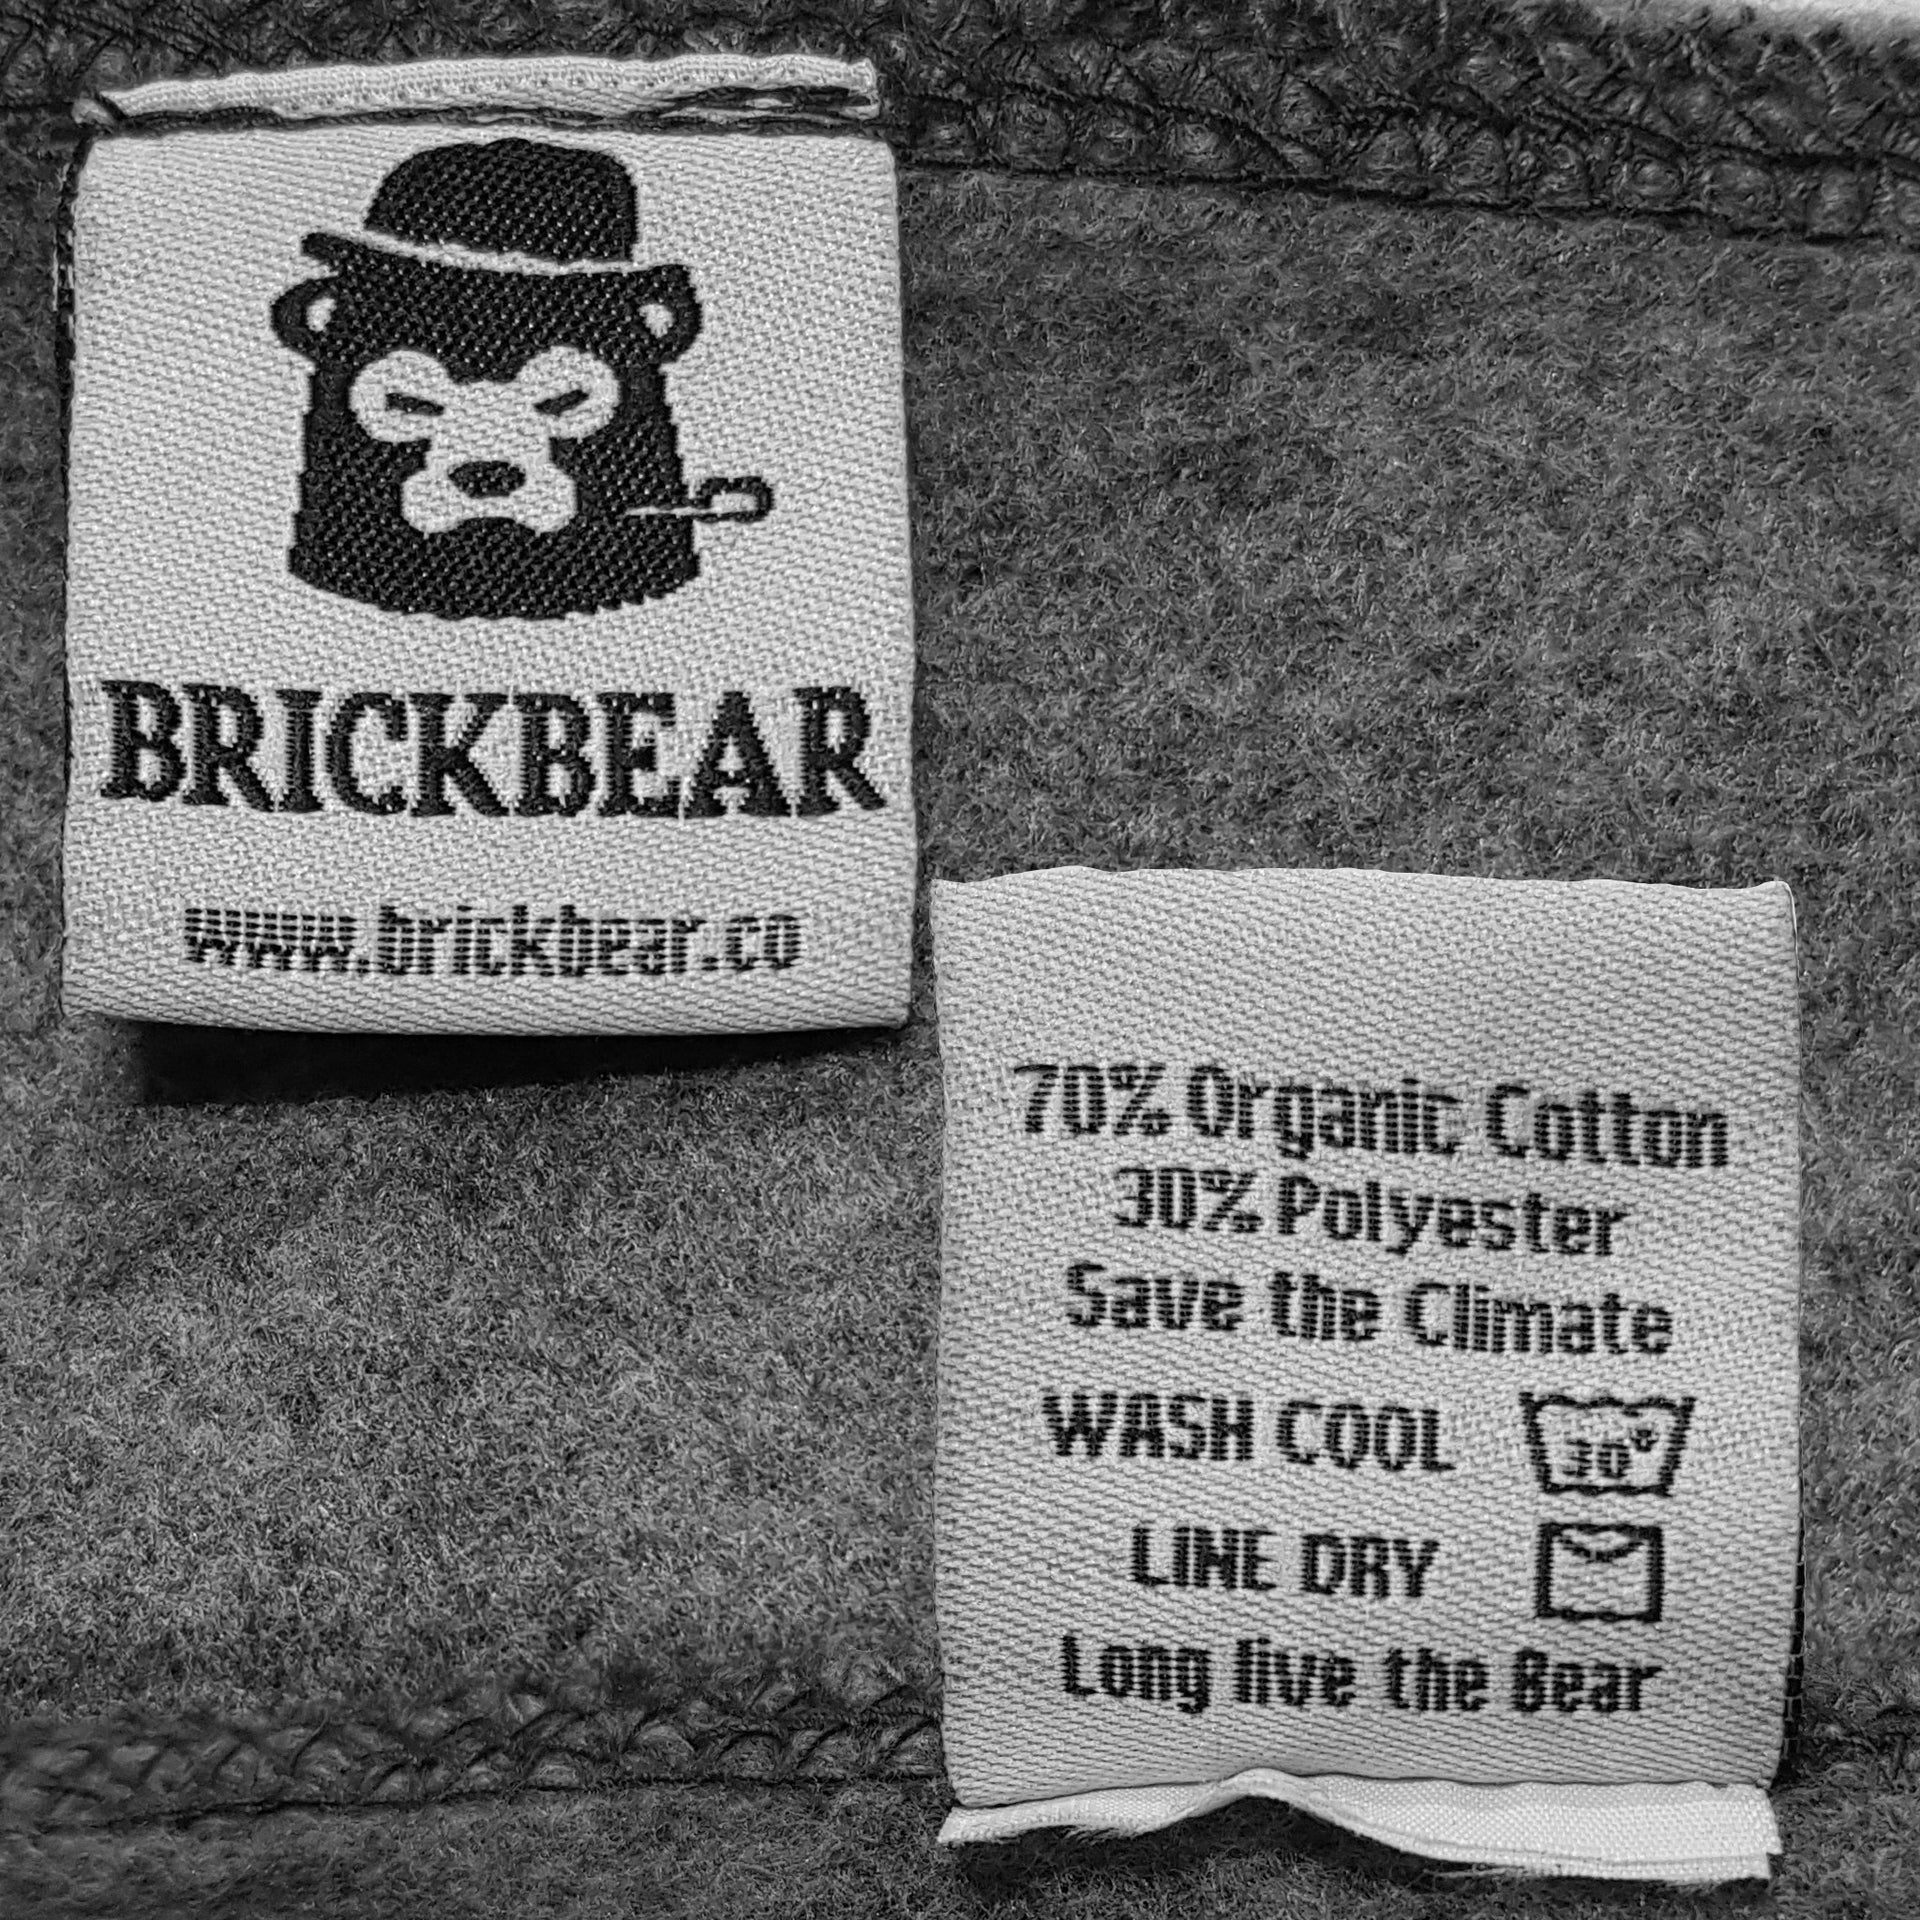 BRICKBEAR
www.brickbear.co
70% Organic Cotton
30% Polyester
Save the Climate
WASH COOL 30°
LINE DRY
Long live the Bear